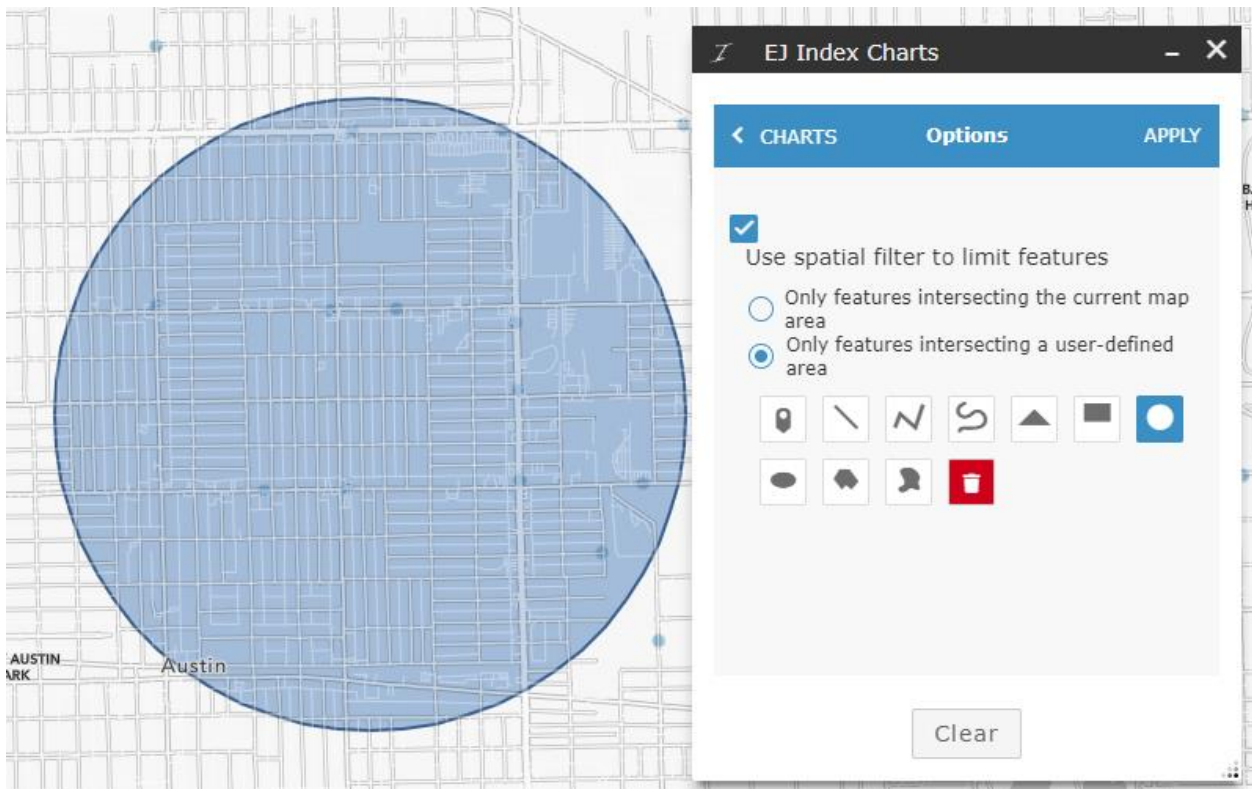 EJ Index Charts
CHARTS Options APPLY
Use spatial filter to limit features
Only features intersecting the current map
area
Only features intersecting a user-defined
area
Clear
AUSTIN
Austin